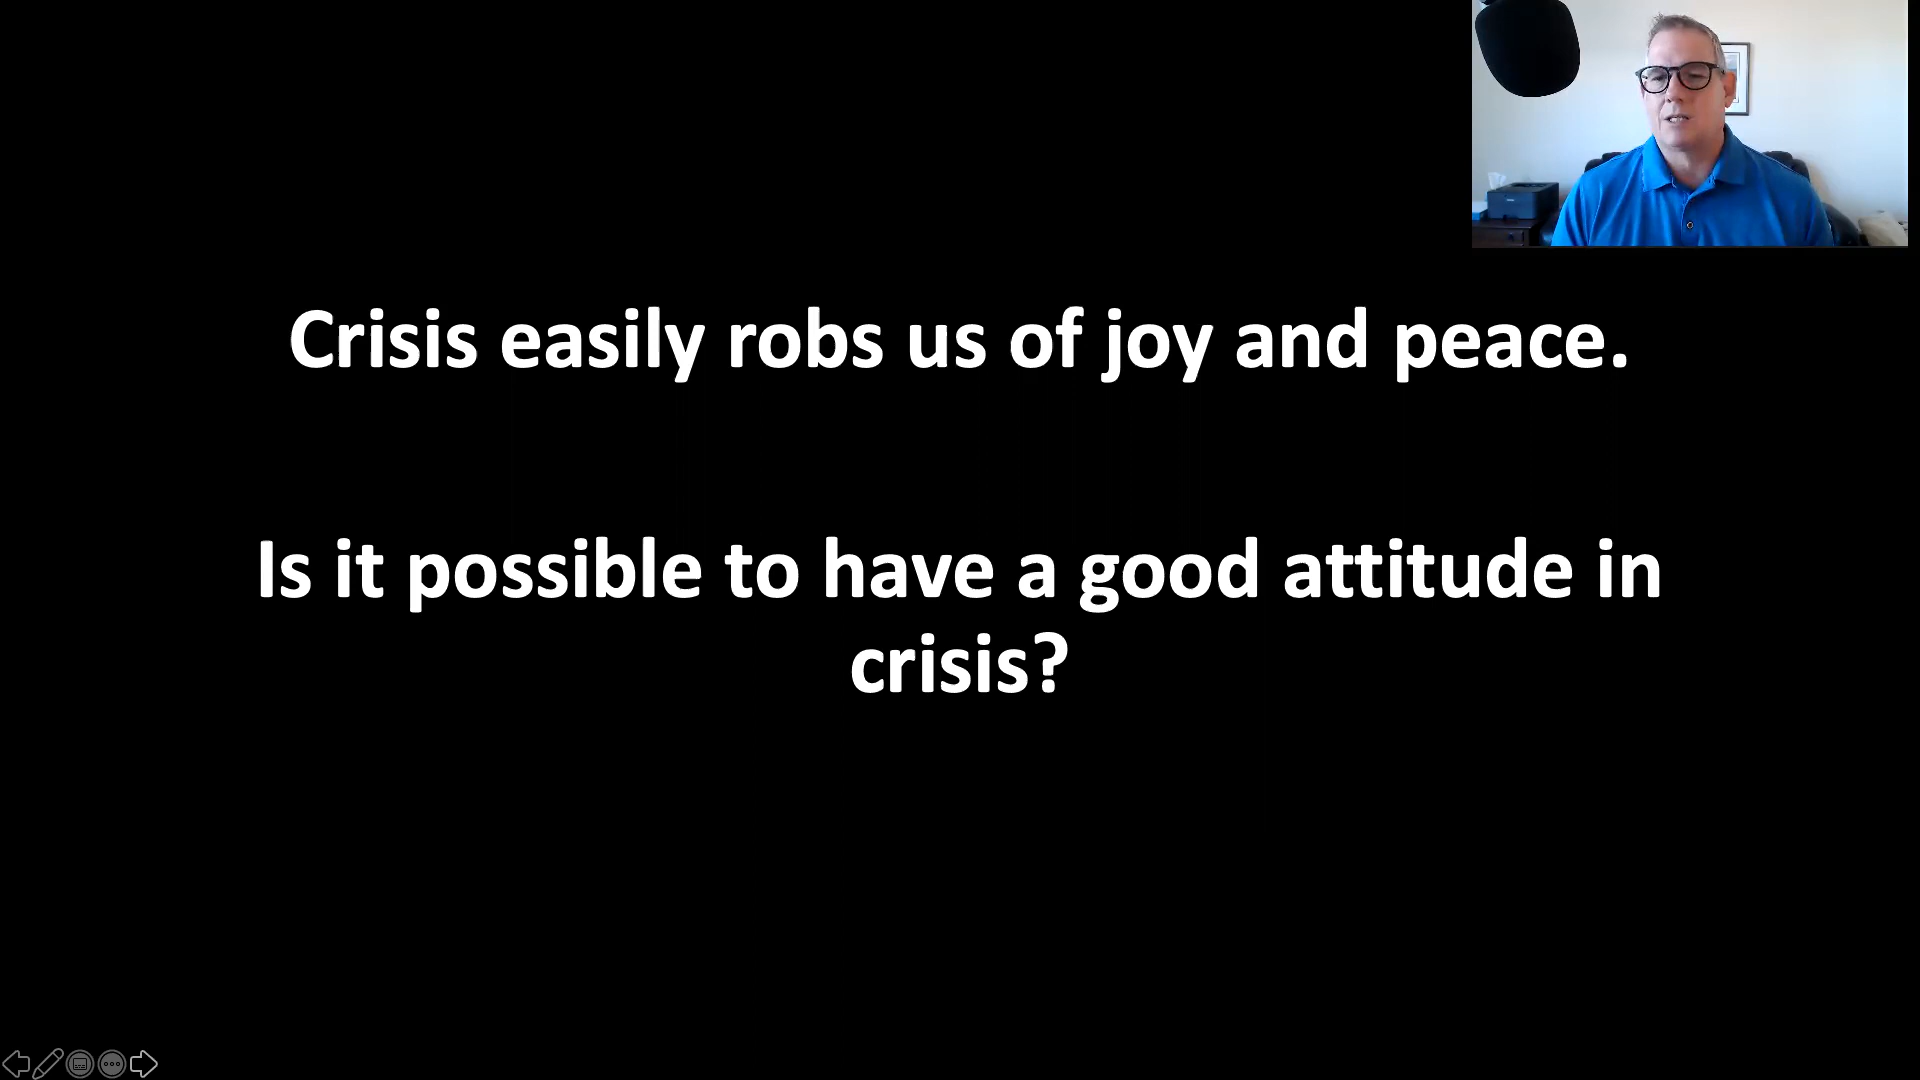 Crisis easily robs us of joy and peace.
Is it possible to have a good attitude in
crisis?